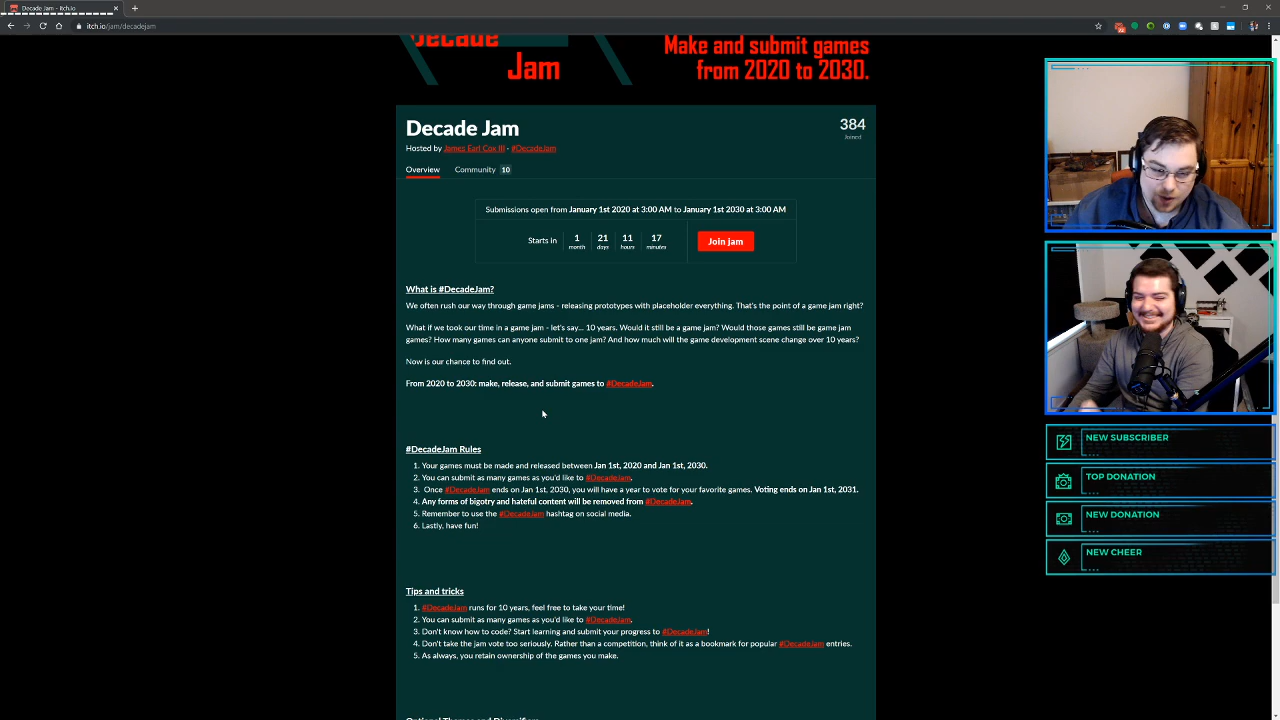 Decade Jam - itch.io
itch.io/jam/decadejam
Decade
Jam
Make and submit games
from 2020 to 2030.
Decade Jam
384
Joined
Hosted by James Earl Cox III - #DecadeJam
Overview
Community 10
Submissions open from January 1st 2020 at 3:00 AM to January 1st 2030 at 3:00 AM
Starts in
1
month
21
days
11
hours
17
minutes
Join jam
What is #DecadeJam?
We often rush our way through game jams - releasing prototypes with placeholder everything. That's the point of a game jam right?
What if we took our time in a game jam - let's say... 10 years. Would it still be a game jam? Would those games still be game jam
games? How many games can anyone submit to one jam? And how much will the game development scene change over 10 years?
Now is our chance to find out.
From 2020 to 2030: make, release, and submit games to #DecadeJam.
#DecadeJam Rules
1. Your games must be made and released between Jan 1st, 2020 and Jan 1st, 2030.
2. You can submit as many games as you'd like to #DecadeJam.
3. Once #DecadeJam ends on Jan 1st, 2030, you will have a year to vote for your favorite games. Voting ends on Jan 1st, 2031.
4. Any forms of bigotry and hateful content will be removed from #DecadeJam.
5. Remember to use the #DecadeJam hashtag on social media.
6. Lastly, have fun!
Tips and tricks
1. #DecadeJam runs for 10 years, feel free to take your time!
2. You can submit as many games as you'd like to #DecadeJam.
3. Don't know how to code? Start learning and submit your progress to #DecadeJam!
4. Don't take the jam vote too seriously. Rather than a competition, think of it as a bookmark for popular #DecadeJam entries.
5. As always, you retain ownership of the games you make.
Optional Themes and Diversifiers
NEW SUBSCRIBER
TOP DONATION
NEW DONATION
NEW CHEER